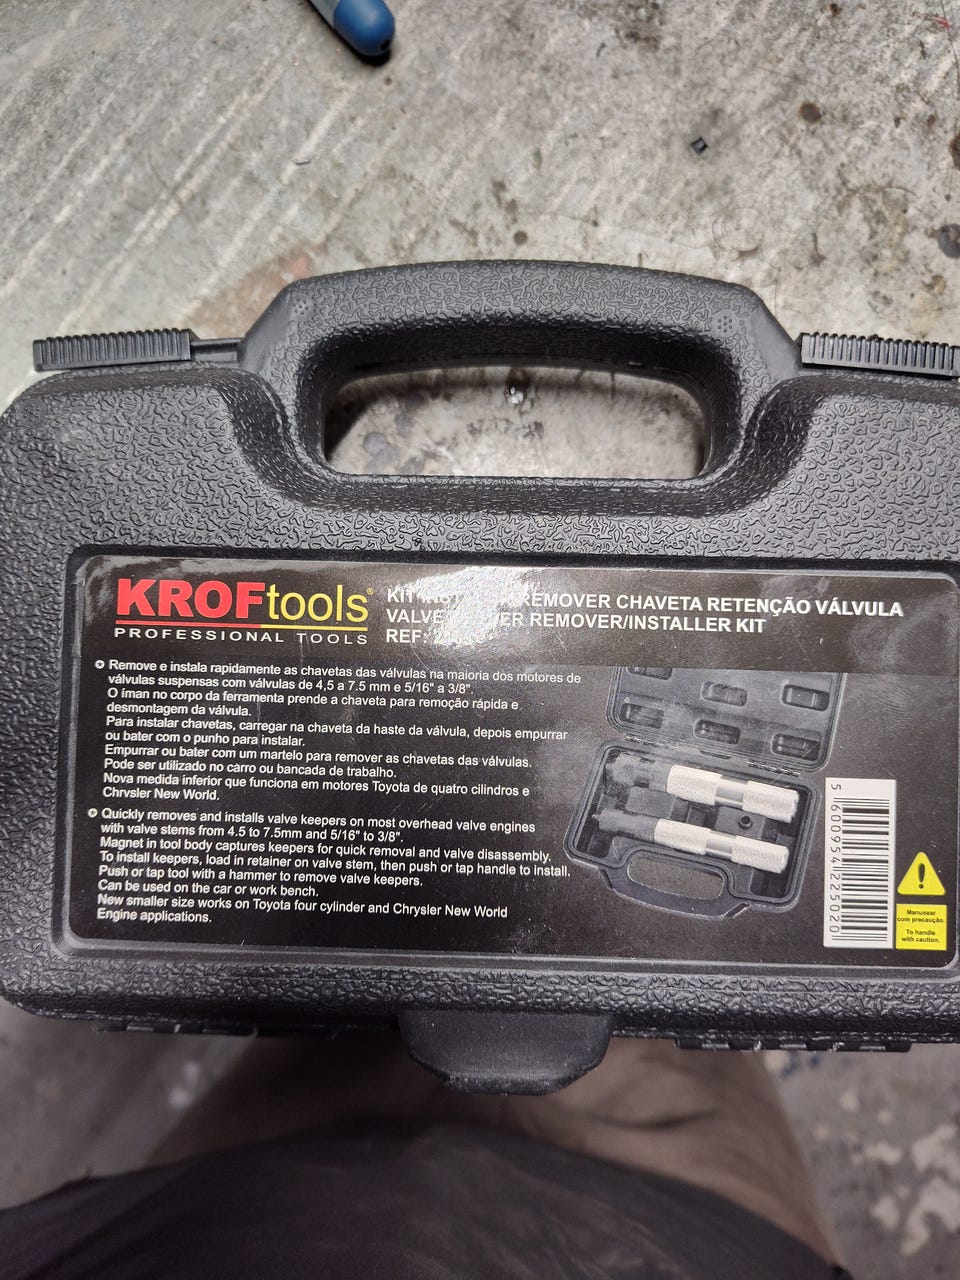 KROFtools®
PROFESSIONAL TOOLS
KIT REMOVER CHAVETA RETENÇÃO VÁLVULA
VALVE REMOVER/INSTALLER KIT
REF:
Remove e instala rapidamente as chavetas das válvulas na maioria dos motores de
válvulas suspensas com válvulas de 4,5 a 7.5 mm e 5/16" a 3/8".
O íman no corpo da ferramenta prende a chaveta para remoção rápida e
desmontagem da válvula.
Para instalar chavetas, carregar na chaveta da haste da válvula, depois empurrar
ou bater com o punho para instalar.
Empurrar ou bater com um martelo para remover as chavetas das válvulas.
Pode ser utilizado no carro ou bancada de trabalho.
Nova medida inferior que funciona em motores Toyota de quatro cilindros e
Chrysler New World.
Quickly removes and installs valve keepers on most overhead valve engines
with valve stems from 4.5 to 7.5mm and 5/16" to 3/8".
Magnet in tool body captures keepers for quick removal and valve disassembly.
To install keepers, load in retainer on valve stem, then push or tap handle to install.
Push or tap tool with a hammer to remove valve keepers.
Can be used on the car or work bench.
New smaller size works on Toyota four cylinder and Chrysler New World
Engine applications.
5 600954 225020
Manusear
com precaução.
To handle
with caution.